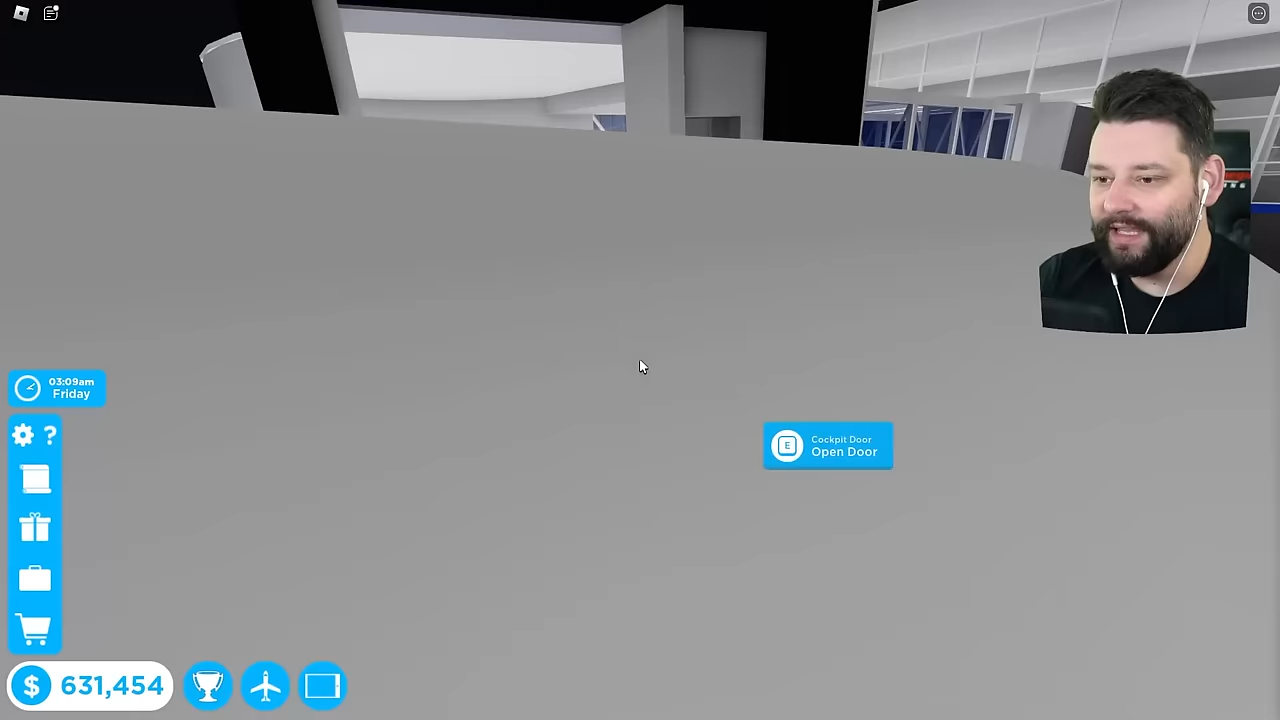 03:09am
Friday
?
Cockpit Door
E
Open Door
$ 631,454